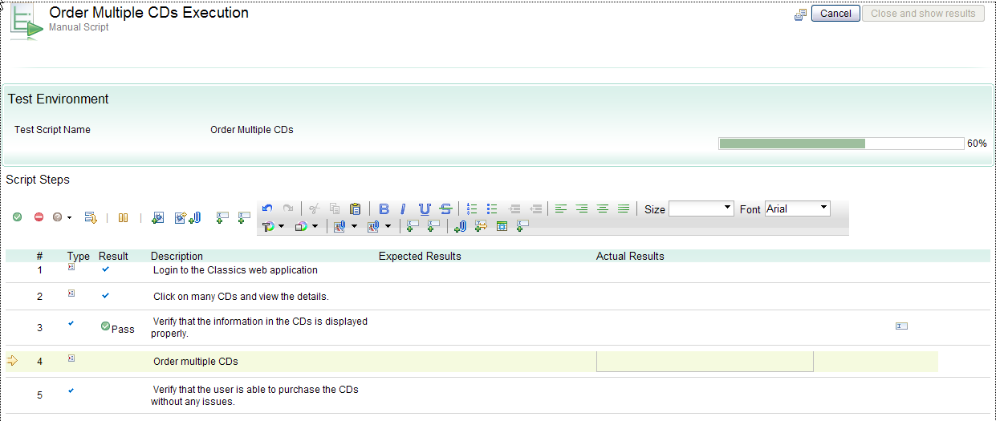 Order Multiple CDs Execution
Manual Script
Cancel
Close and show results
Test Environment
Test Script Name
Order Multiple CDs
60%
Script Steps
B I U S
Size
Font
Arial
# Type Result Description Expected Results Actual Results
1 Login to the Classics web application
2 Click on many CDs and view the details.
3 Pass Verify that the information in the CDs is displayed
properly.
4 Order multiple CDs
5 Verify that the user is able to purchase the CDs
without any issues.